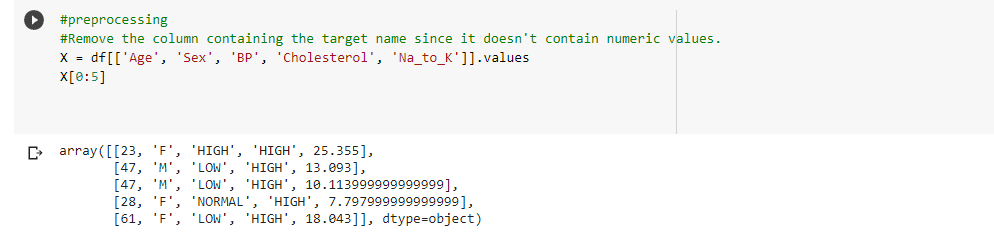 #preprocessing
#Remove the column containing the target name since it doesn't contain numeric values.
X = df[['Age', 'Sex', 'BP', 'Cholesterol', 'Na_to_K']].values
X[0:5]
array([[23, 'F', 'HIGH', 'HIGH', 25.355],
[47, 'M', 'LOW', 'HIGH', 13.093],
[47, 'M', 'LOW', 'HIGH', 10.113999999999999],
[28, 'F', 'NORMAL', 'HIGH', 7.797999999999999],
[61, 'F', 'LOW', 'HIGH', 18.043]], dtype=object)